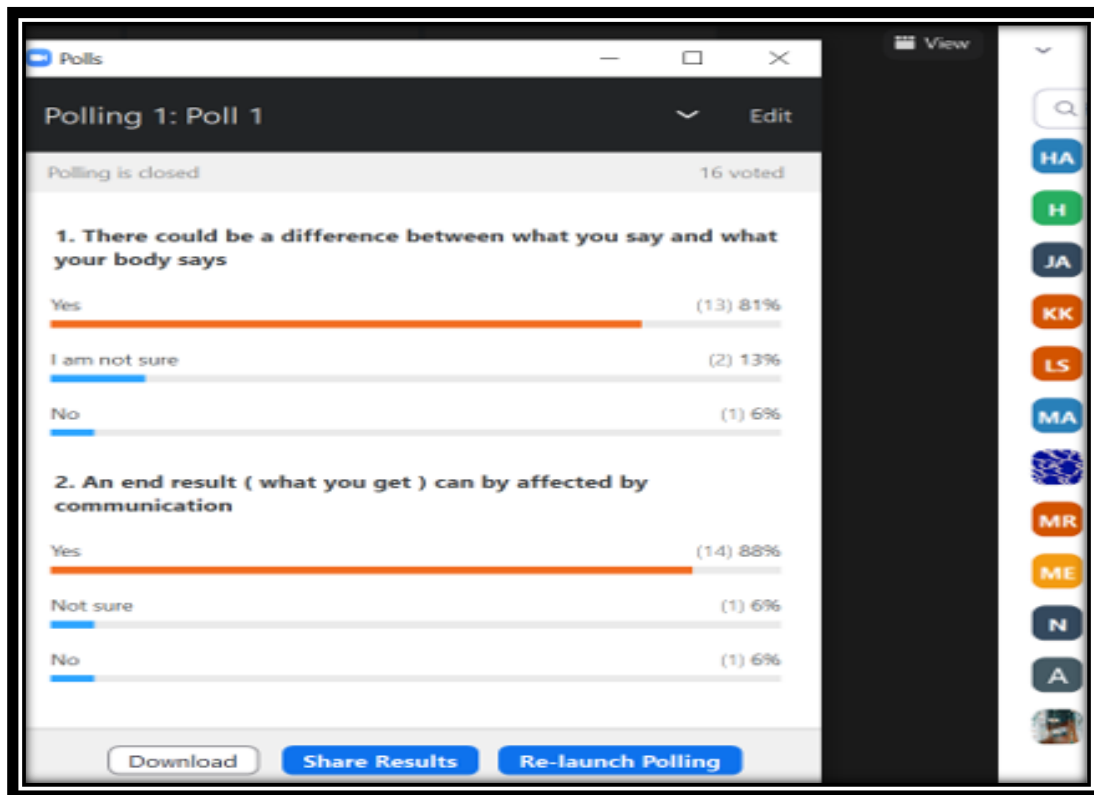 Polls
View
Polling 1: Poll 1
Edit
Polling is closed
16 voted
1. There could be a difference between what you say and what
your body says
Yes
(13) 81%
I am not sure
(2) 13%
No
(1) 6%
2. An end result ( what you get ) can by affected by
communication
Yes
(14) 88%
Not sure
(1) 6%
No
(1) 6%
Download
Share Results
Re-launch Polling
HA
H
JA
KK
LS
MA
MR
ME
N
A